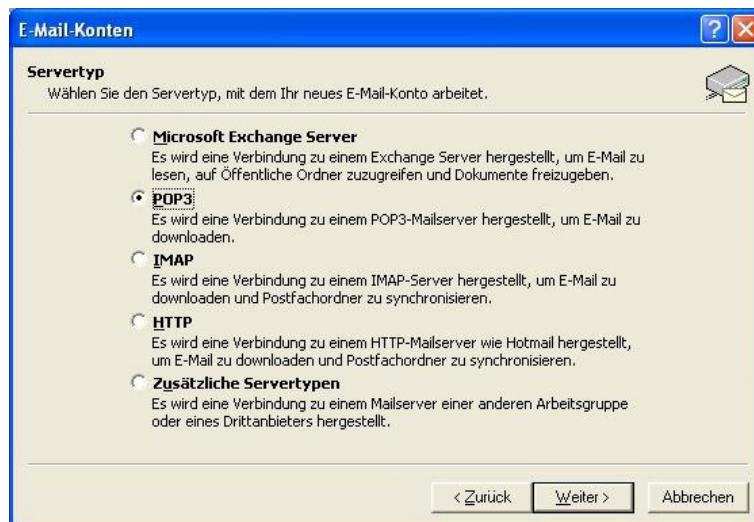 E-Mail-Konten
Servertyp
Wählen Sie den Servertyp, mit dem Ihr neues E-Mail-Konto arbeitet.
Microsoft Exchange Server
Es wird eine Verbindung zu einem Exchange Server hergestellt, um E-Mail zu
lesen, auf Öffentliche Ordner zuzugreifen und Dokumente freizugeben.
POP3
Es wird eine Verbindung zu einem POP3-Mailserver hergestellt, um E-Mail zu
downloaden.
IMAP
Es wird eine Verbindung zu einem IMAP-Server hergestellt, um E-Mail zu
downloaden und Postfachordner zu synchronisieren.
HTTP
Es wird eine Verbindung zu einem HTTP-Mailserver wie Hotmail hergestellt,
um E-Mail zu downloaden und Postfachordner zu synchronisieren.
Zusätzliche Servertypen
Es wird eine Verbindung zu einem Mailserver einer anderen Arbeitsgruppe
oder eines Drittanbieters hergestellt.
< Zurück Weiter > Abbrechen